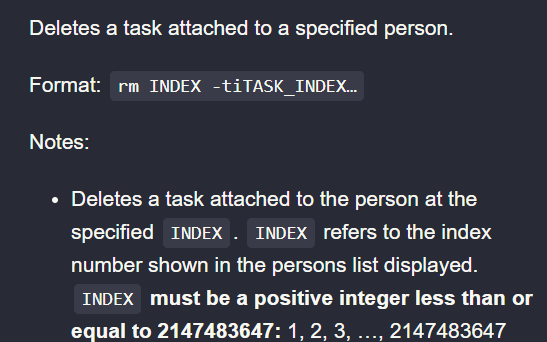 Deletes a task attached to a specified person.
Format: rm INDEX -tiTASK_INDEX…
Notes:
• Deletes a task attached to the person at the
specified INDEX. INDEX refers to the index
number shown in the persons list displayed.
INDEX must be a positive integer less than or
equal to 2147483647: 1, 2, 3, …, 2147483647